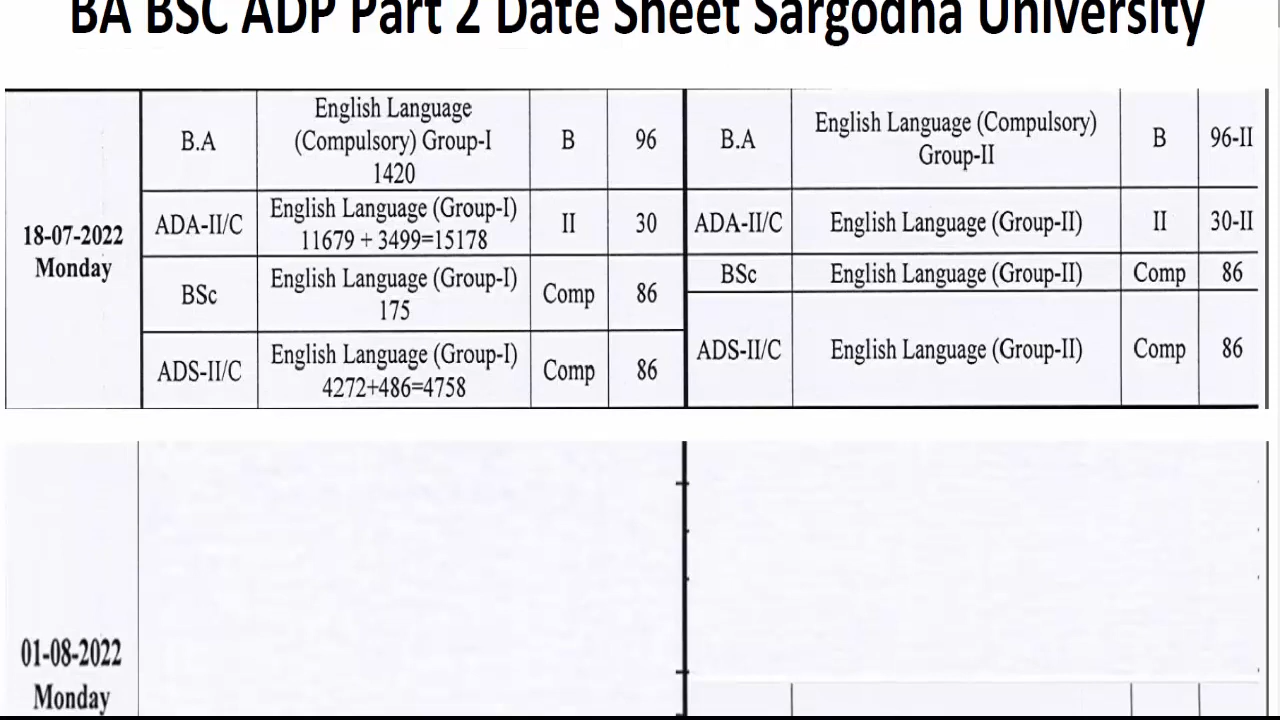 BA BSC ADP Part 2 Date Sheet Sargodha University
18-07-2022
Monday
B.A
English Language
(Compulsory) Group-I
1420
B
96
B.A
English Language (Compulsory)
Group-II
B
96-II
ADA-II/C
English Language (Group-I)
11679 + 3499=15178
II
30
ADA-II/C
English Language (Group-II)
II
30-II
BSc
English Language (Group-I)
175
Comp
86
BSc
English Language (Group-II)
Comp
86
ADS-II/C
English Language (Group-I)
4272+486=4758
Comp
86
ADS-II/C
English Language (Group-II)
Comp
86
01-08-2022
Monday